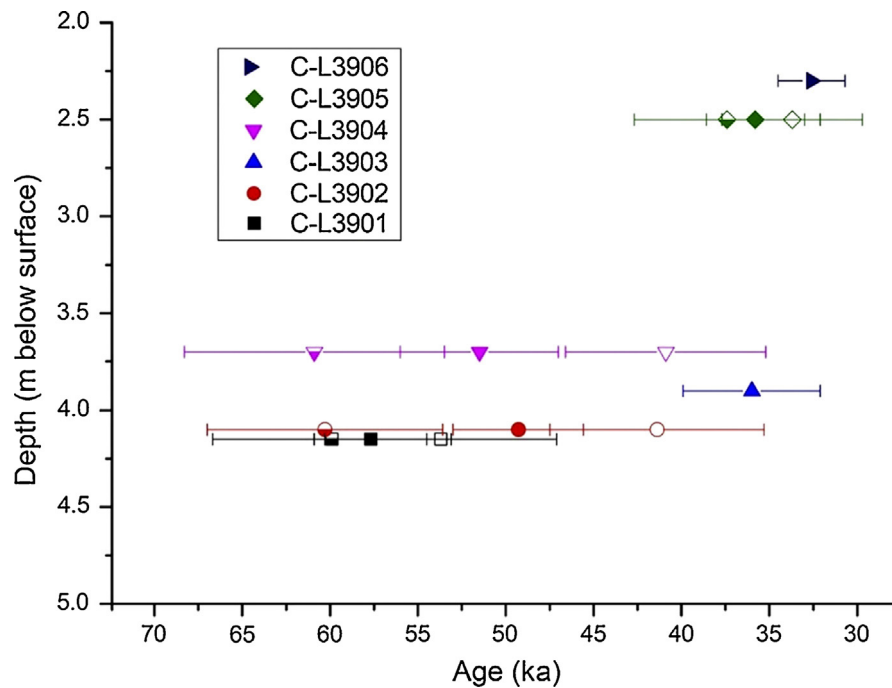 2.0
2.5
3.0
3.5
4.0
4.5
5.0
Depth (m below surface)
C-L3906
C-L3905
C-L3904
C-L3903
C-L3902
C-L3901
70 65 60 55 50 45 40 35 30
Age (ka)